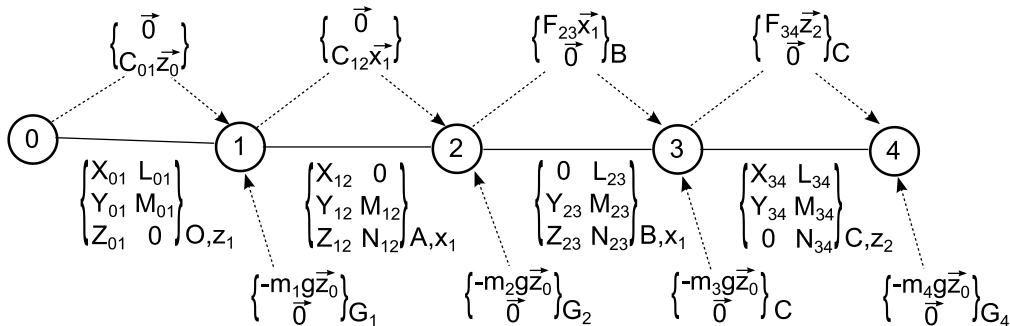 { 0⃗ C₀₁z₀⃗ }
{ 0⃗ C₁₂x₁⃗ }
{ F₂₃x₁⃗ 0⃗ }B
{ F₃₄z₂⃗ 0⃗ }C
0 1 2 3 4
{ X₀₁ L₀₁
Y₀₁ M₀₁
Z₀₁ 0 }O,z₁
{ X₁₂ 0
Y₁₂ M₁₂
Z₁₂ N₁₂ }A,x₁
{ 0 L₂₃
Y₂₃ M₂₃
Z₂₃ N₂₃ }B,x₁
{ X₃₄ L₃₄
Y₃₄ M₃₄
0 N₃₄ }C,z₂
{ -m₁gz₀⃗ 0⃗ }G₁
{ -m₂gz₀⃗ 0⃗ }G₂
{ -m₃gz₀⃗ 0⃗ }C
{ -m₄gz₀⃗ 0⃗ }G₄